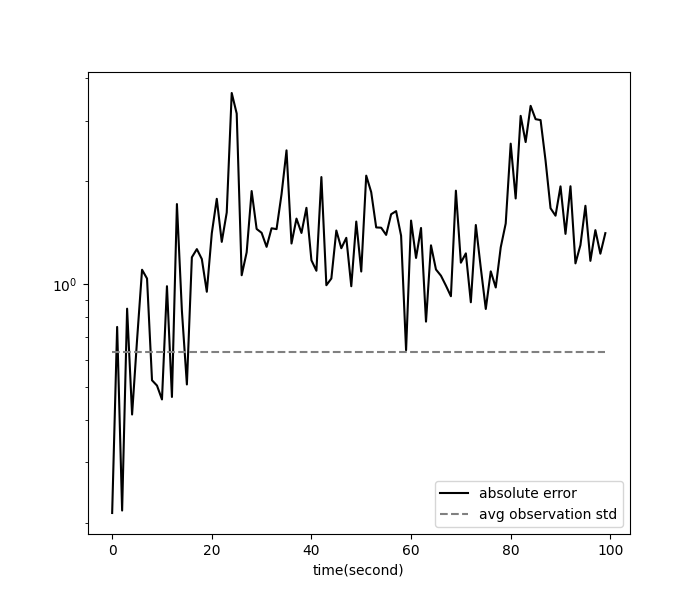 10⁰
0
20
40
60
80
100
time(second)
absolute error
avg observation std